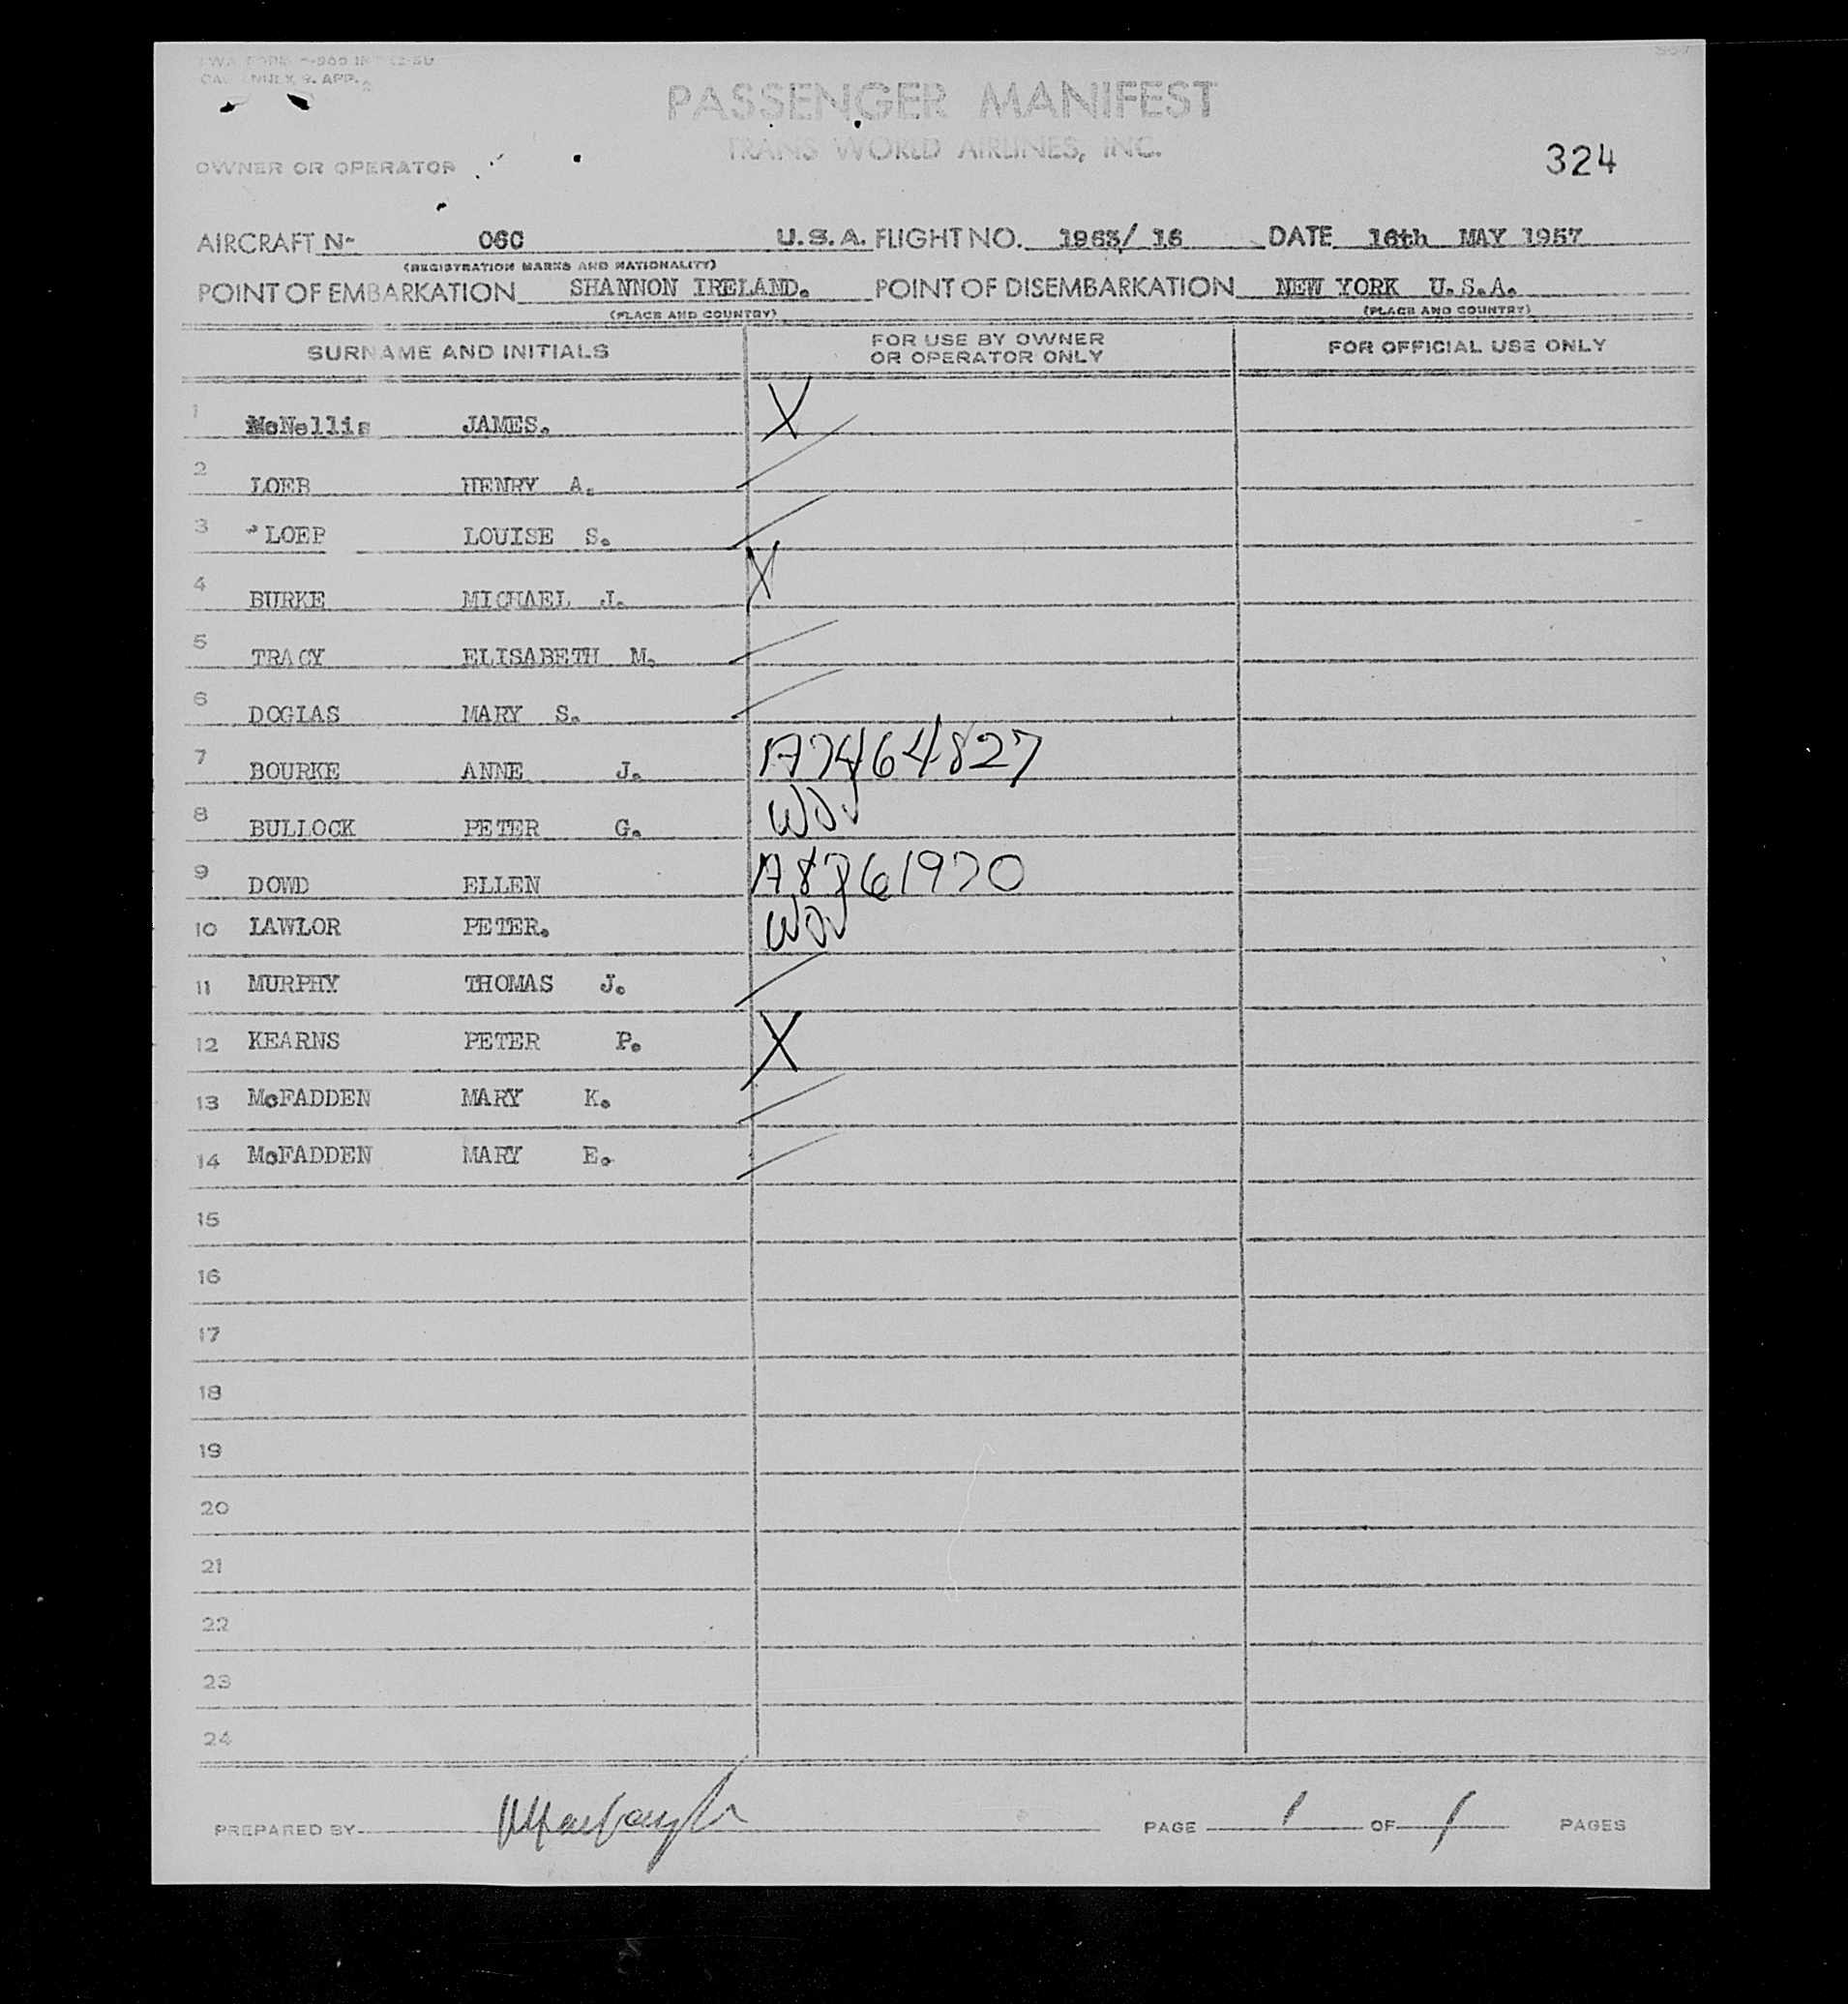 CAO ANNEX 9. APP. 2
PASSENGER MANIFEST
TRANS WORLD AIRLINES, INC.
OWNER OR OPERATOR
324
AIRCRAFT N- 06C U.S.A. FLIGHT NO. 1963/ 16 DATE 16th MAY 1957
(REGISTRATION MARKS AND NATIONALITY)
POINT OF EMBARKATION SHANNON IRELAND. POINT OF DISEMBARKATION NEW YORK U.S.A.
(PLACE AND COUNTRY) (PLACE AND COUNTRY)
SURNAME AND INITIALS FOR USE BY OWNER OR OPERATOR ONLY FOR OFFICIAL USE ONLY
1 McNellis JAMES. X
2 LOEB HENRY A.
3 LOEB LOUISE S.
4 BURKE MICHAEL J. X
5 TRACY ELISABETH M.
6 DOGLAS MARY S.
7 BOURKE ANNE J. A7464827
8 BULLOCK PETER G.
9 DOWD ELLEN A8861970
10 LAWLOR PETER.
11 MURPHY THOMAS J.
12 KEARNS PETER P. X
13 McFADDEN MARY K.
14 McFADDEN MARY E.
15
16
17
18
19
20
21
22
23
24
PREPARED BY PAGE 1 OF 1 PAGES